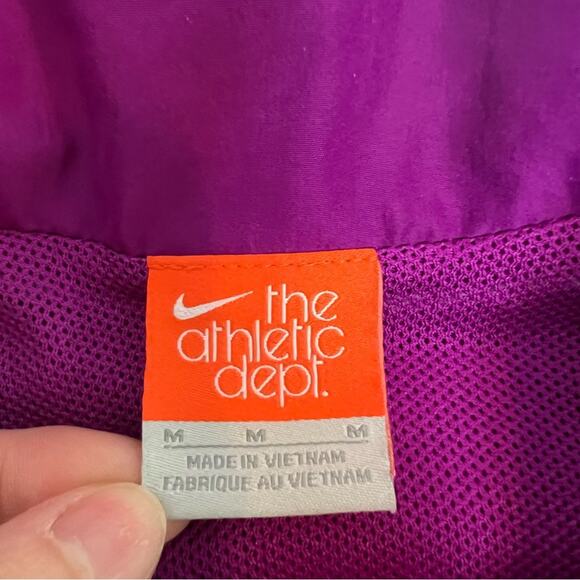 the
athletic
dept.
M M M
MADE IN VIETNAM
FABRIQUE AU VIETNAM